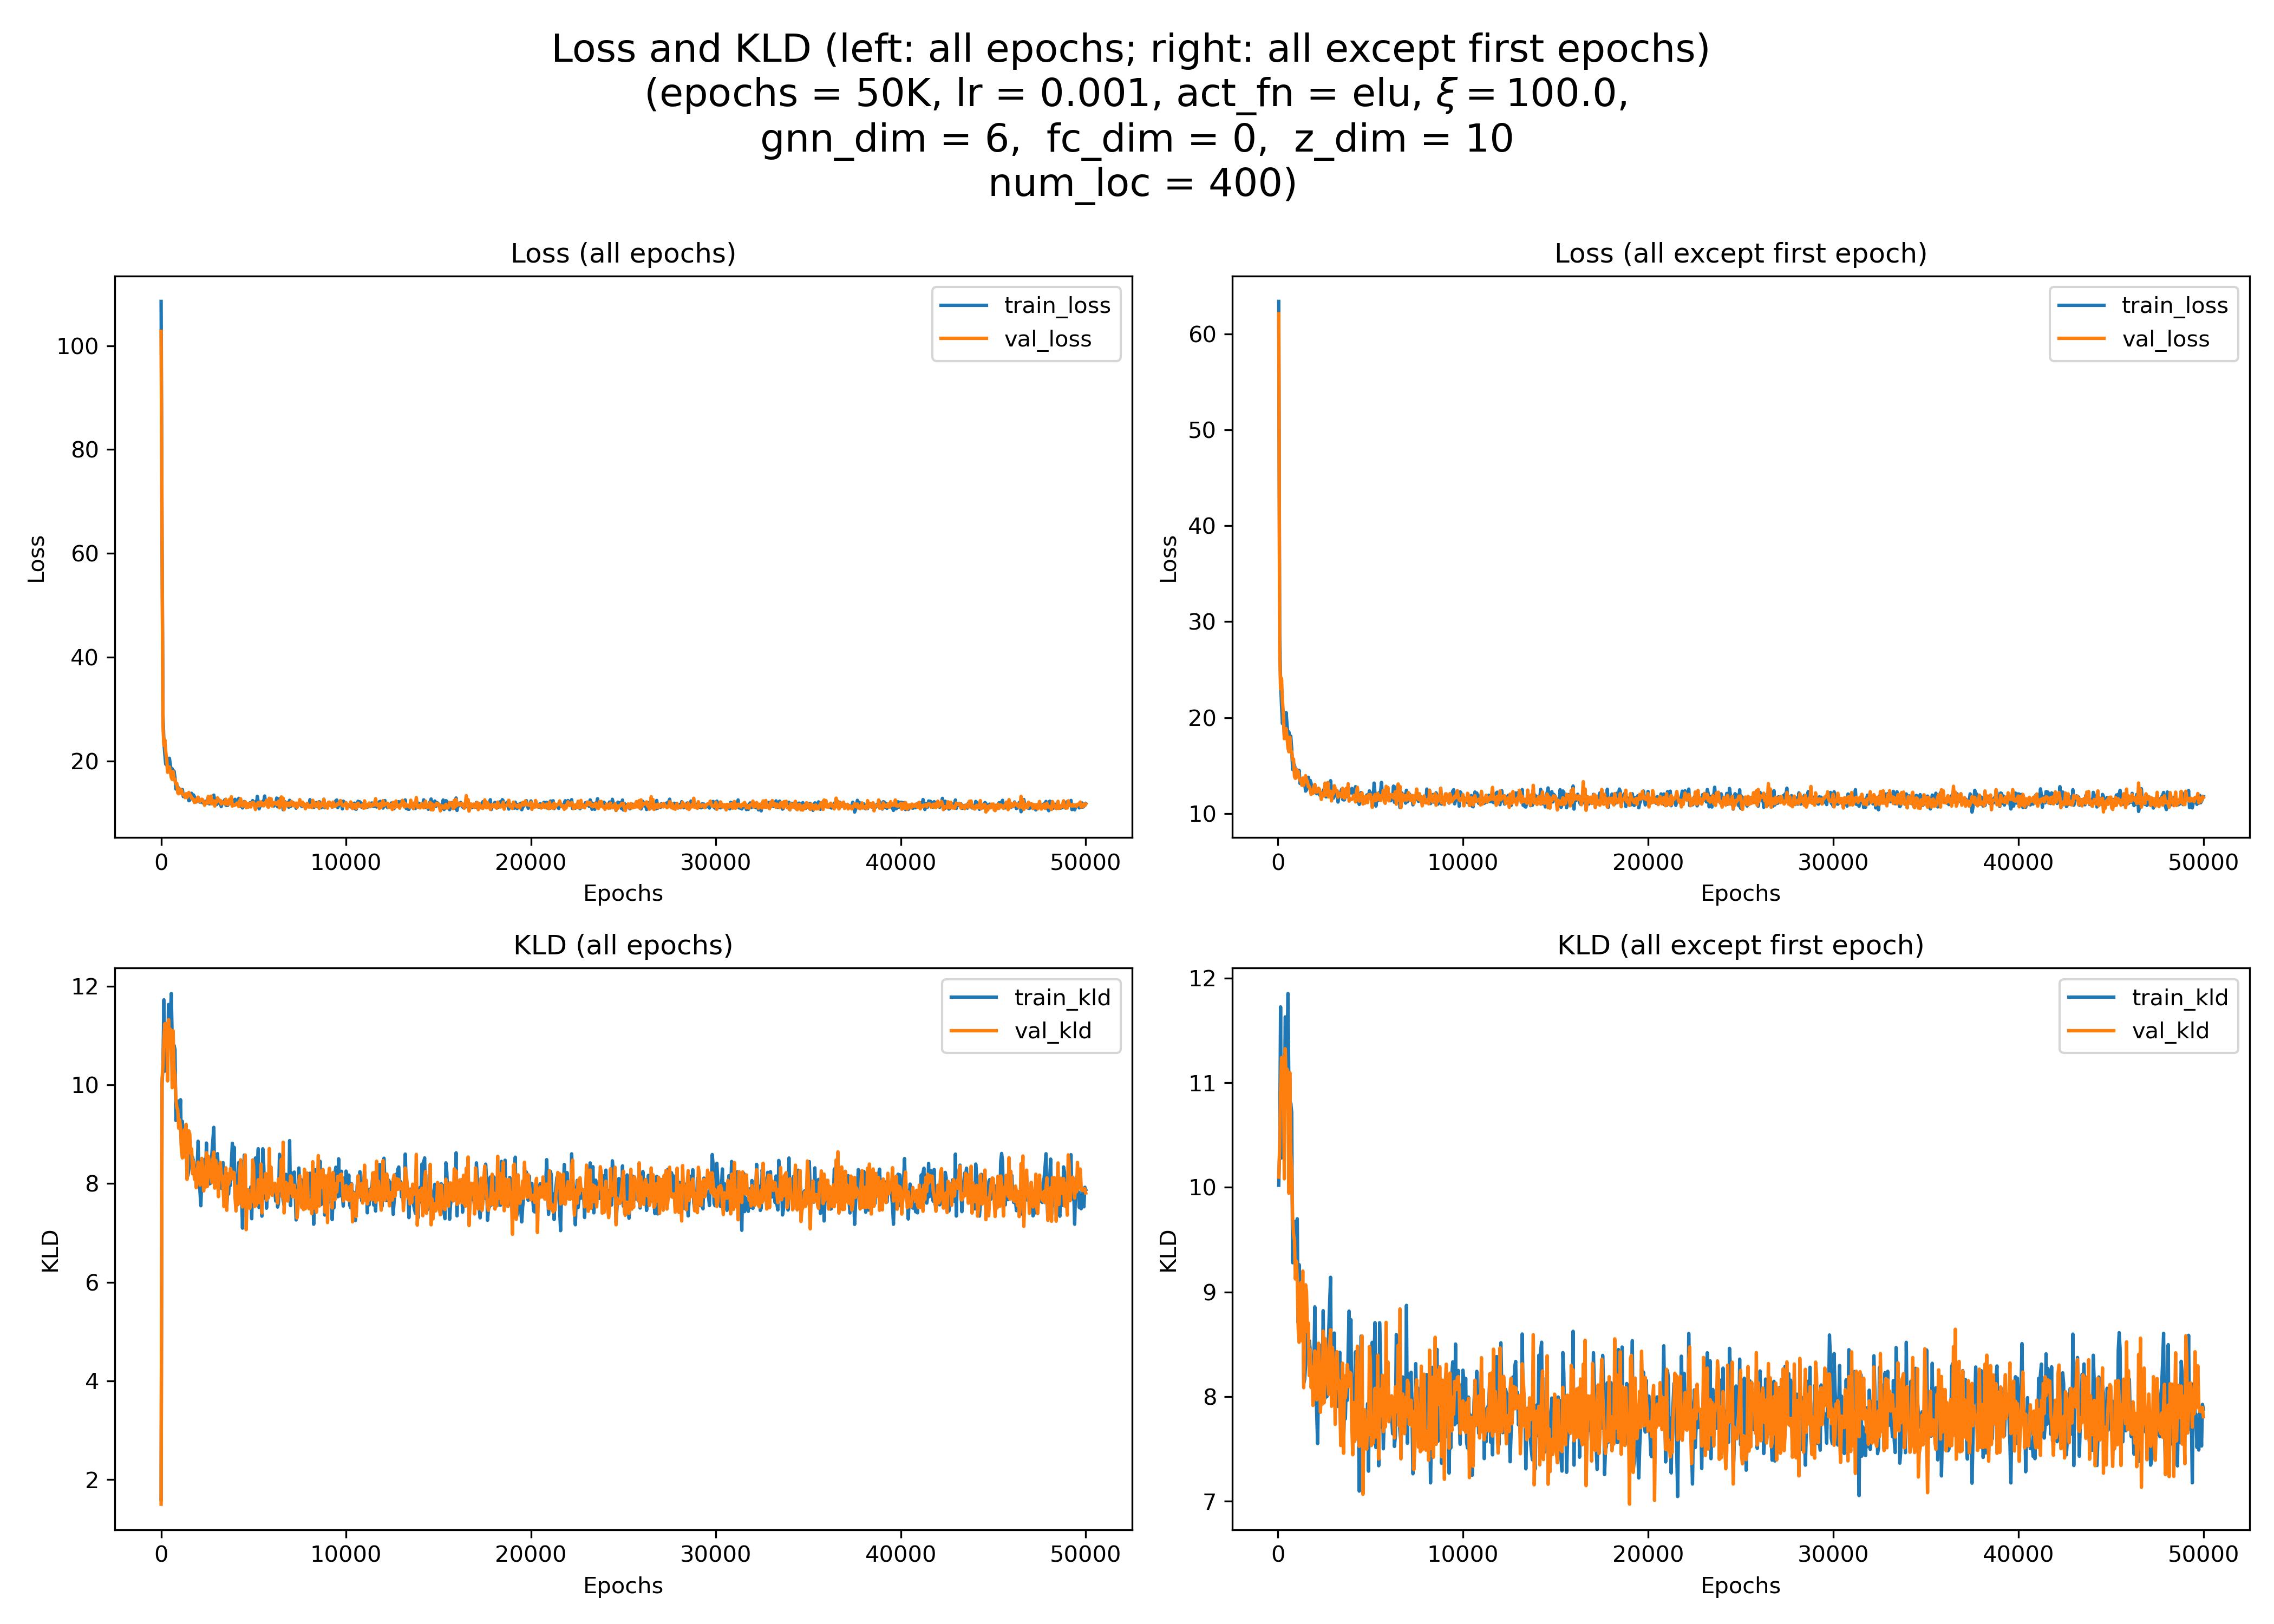 Loss and KLD (left: all epochs; right: all except first epochs)
(epochs = 50K, lr = 0.001, act_fn = elu, ξ = 100.0,
gnn_dim = 6,  fc_dim = 0,  z_dim = 10
num_loc = 400)
Loss (all epochs)
Loss
100
80
60
40
20
train_loss
val_loss
0 10000 20000 30000 40000 50000
Epochs
Loss (all except first epoch)
Loss
60
50
40
30
20
10
train_loss
val_loss
0 10000 20000 30000 40000 50000
Epochs
KLD (all epochs)
KLD
12
10
8
6
4
2
train_kld
val_kld
0 10000 20000 30000 40000 50000
Epochs
KLD (all except first epoch)
KLD
12
11
10
9
8
7
train_kld
val_kld
0 10000 20000 30000 40000 50000
Epochs